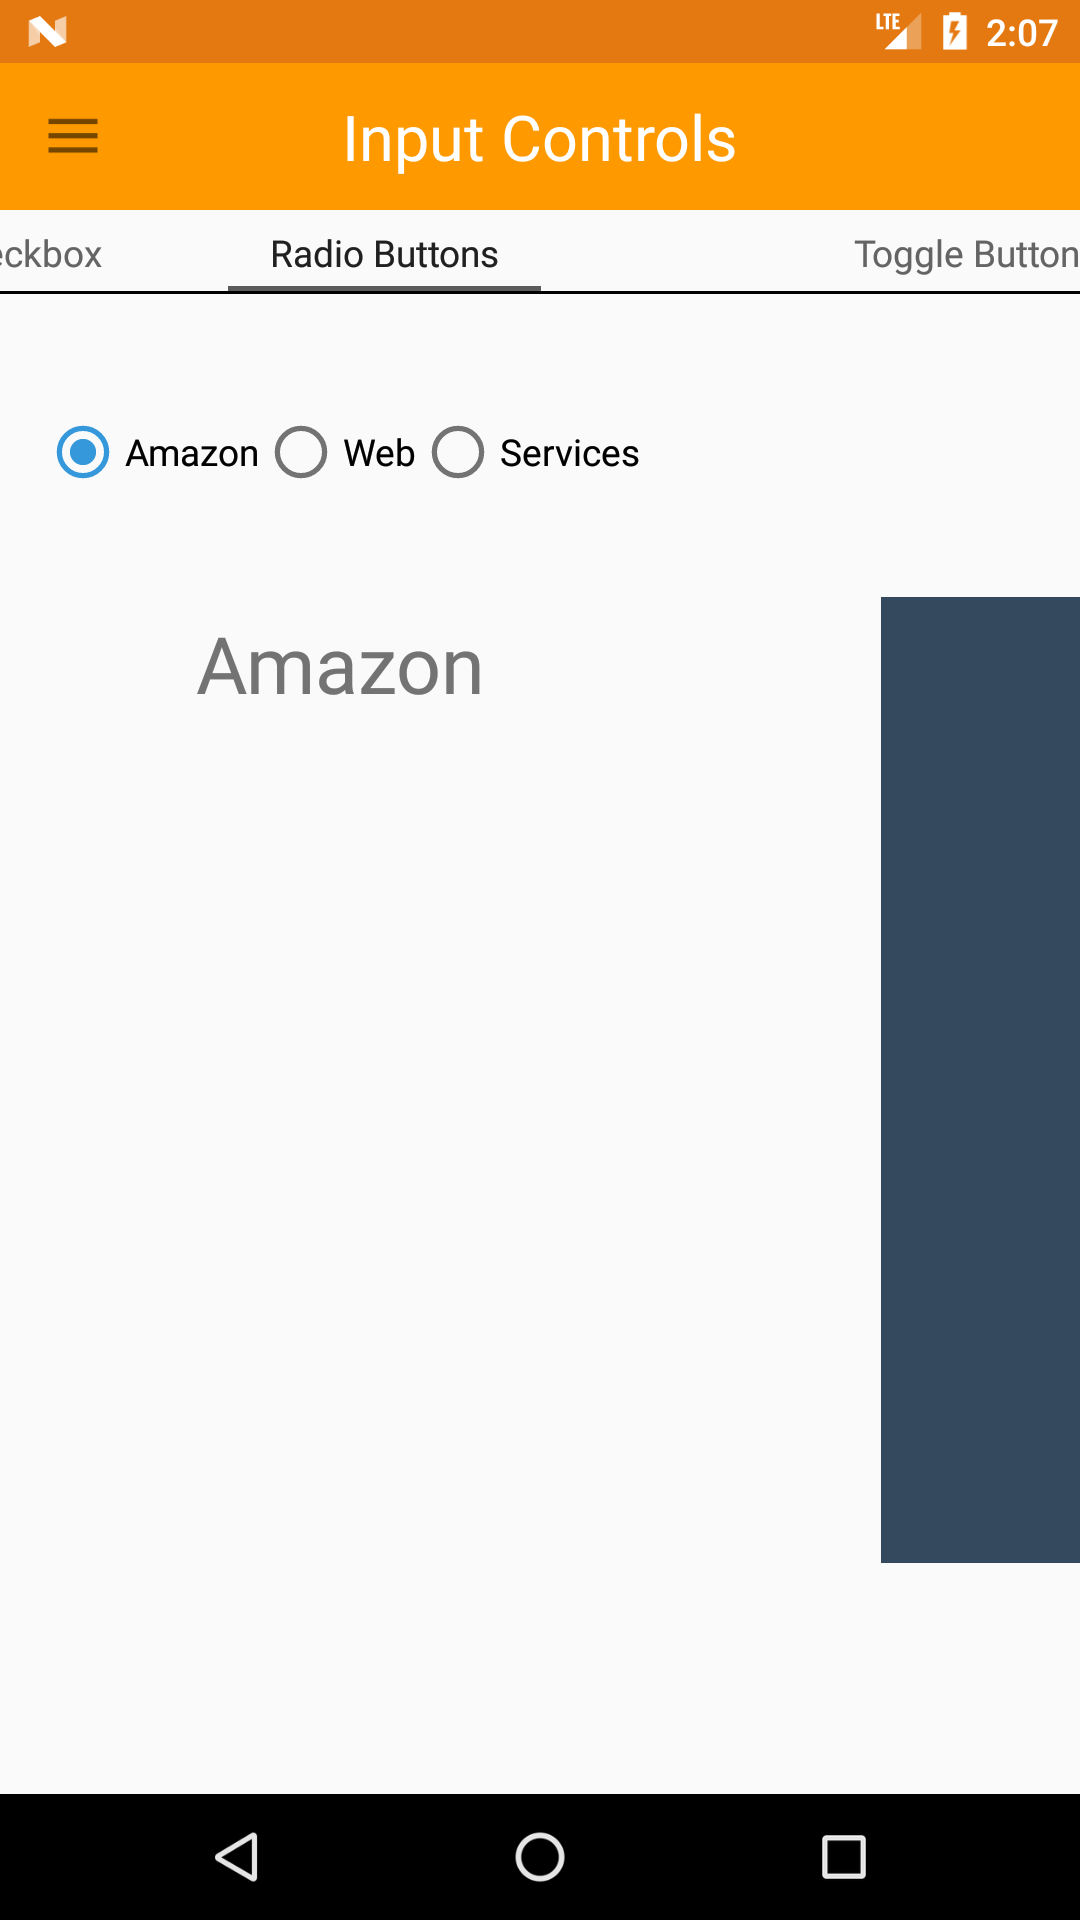 LTE 2:07
Input Controls
eckbox Radio Buttons Toggle Button
Amazon Web Services
Amazon